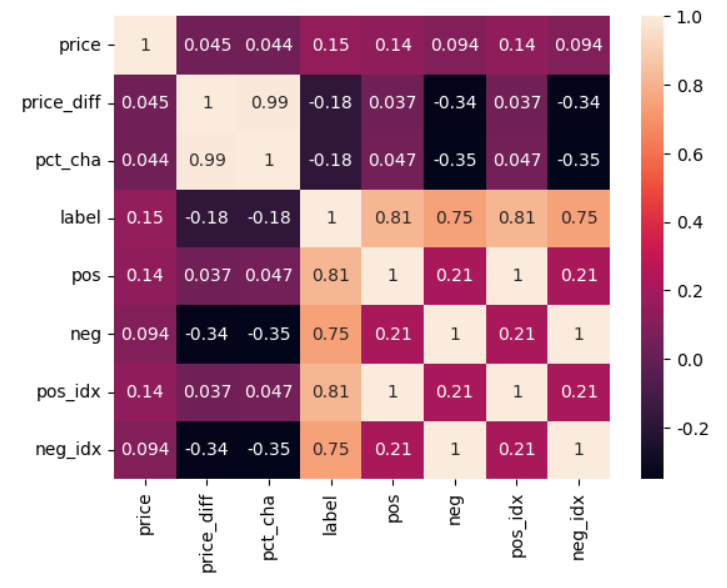 price 1 0.045 0.044 0.15 0.14 0.094 0.14 0.094
price_diff 0.045 1 0.99 -0.18 0.037 -0.34 0.037 -0.34
pct_cha 0.044 0.99 1 -0.18 0.047 -0.35 0.047 -0.35
label 0.15 -0.18 -0.18 1 0.81 0.75 0.81 0.75
pos 0.14 0.037 0.047 0.81 1 0.21 1 0.21
neg 0.094 -0.34 -0.35 0.75 0.21 1 0.21 1
pos_idx 0.14 0.037 0.047 0.81 1 0.21 1 0.21
neg_idx 0.094 -0.34 -0.35 0.75 0.21 1 0.21 1
price price_diff pct_cha label pos neg pos_idx neg_idx
1.0
0.8
0.6
0.4
0.2
0.0
-0.2